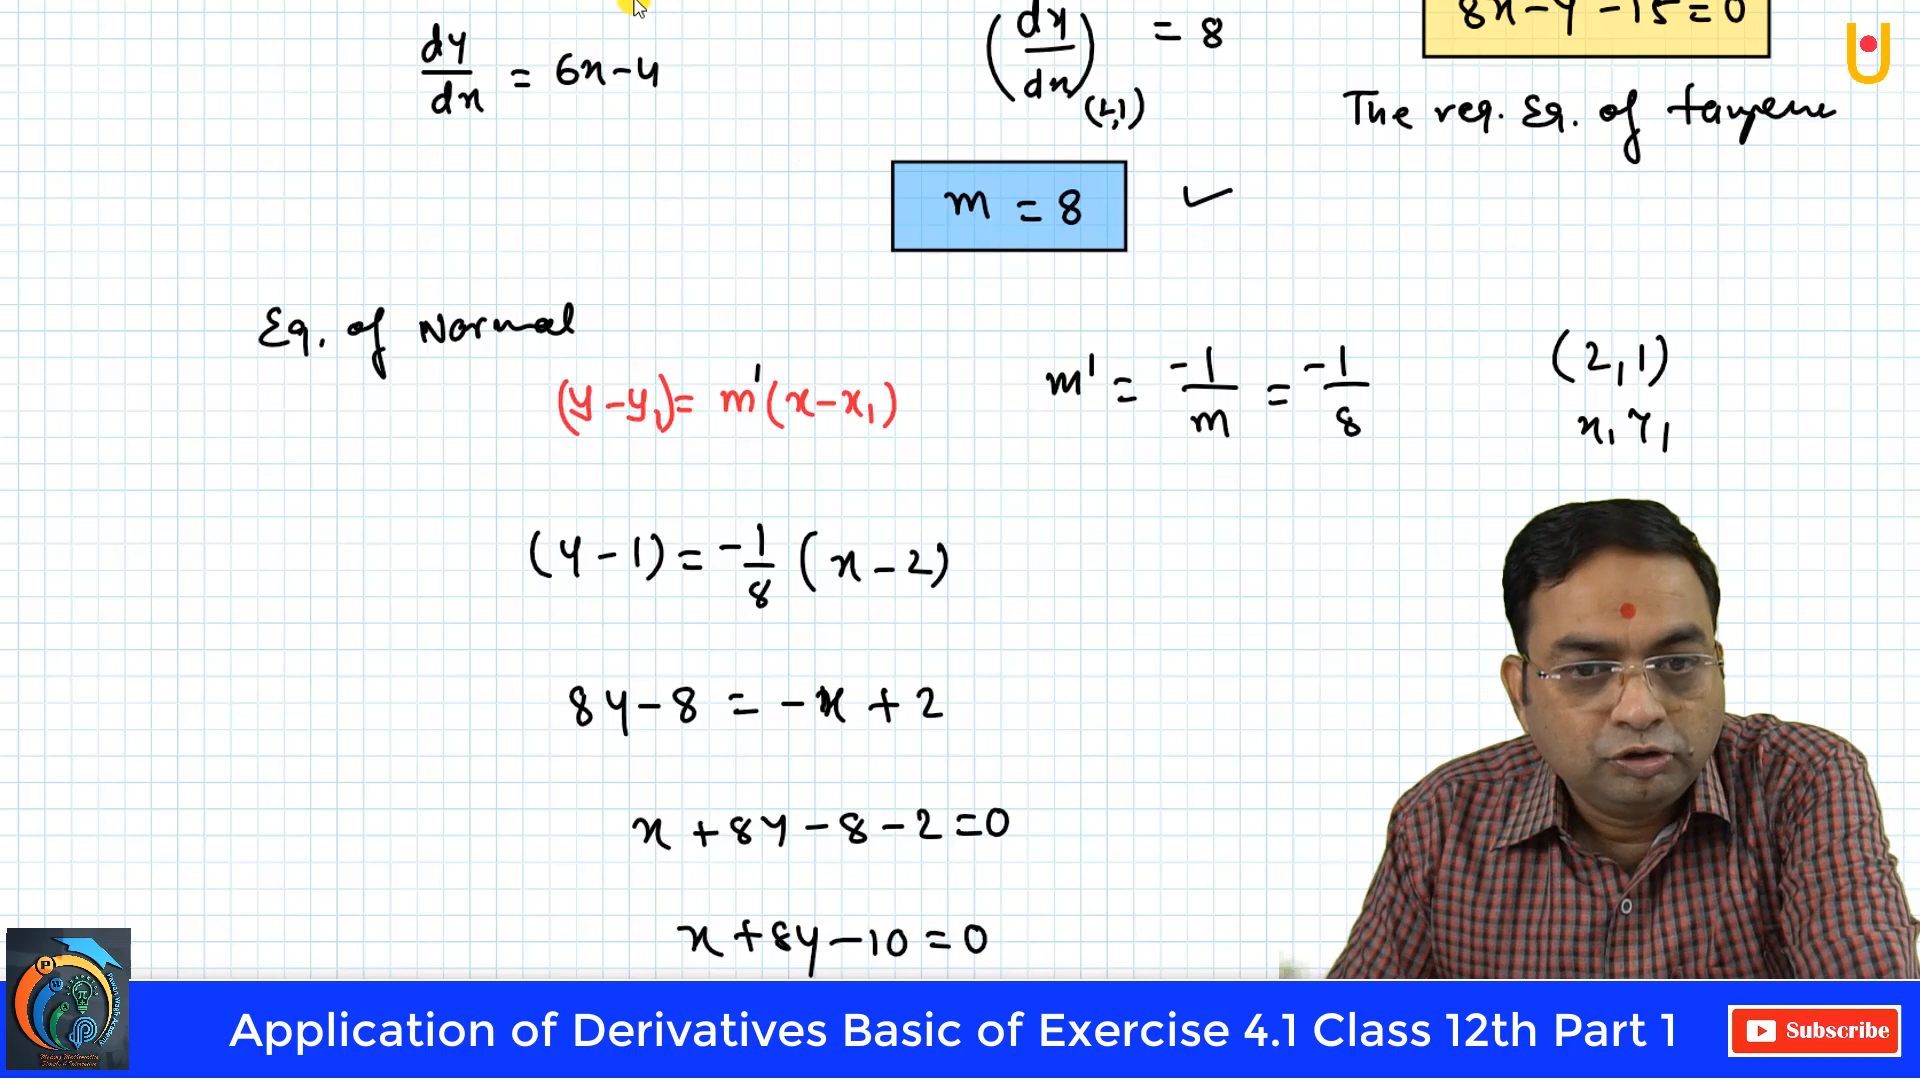 dy/dx = 6x-4
(dy/dx)(2,1) = 8
8x-y-15=0
The req. Eq. of tangent
m = 8 ✓
Eq. of Normal
(y-y₁) = m'(x-x₁)
m' = -1/m = -1/8
(2,1)
x₁ y₁
(y-1) = -1/8 (x-2)
8y-8 = -x+2
x+8y-8-2=0
x+8y-10=0
Application of Derivatives Basic of Exercise 4.1 Class 12th Part 1
Subscribe